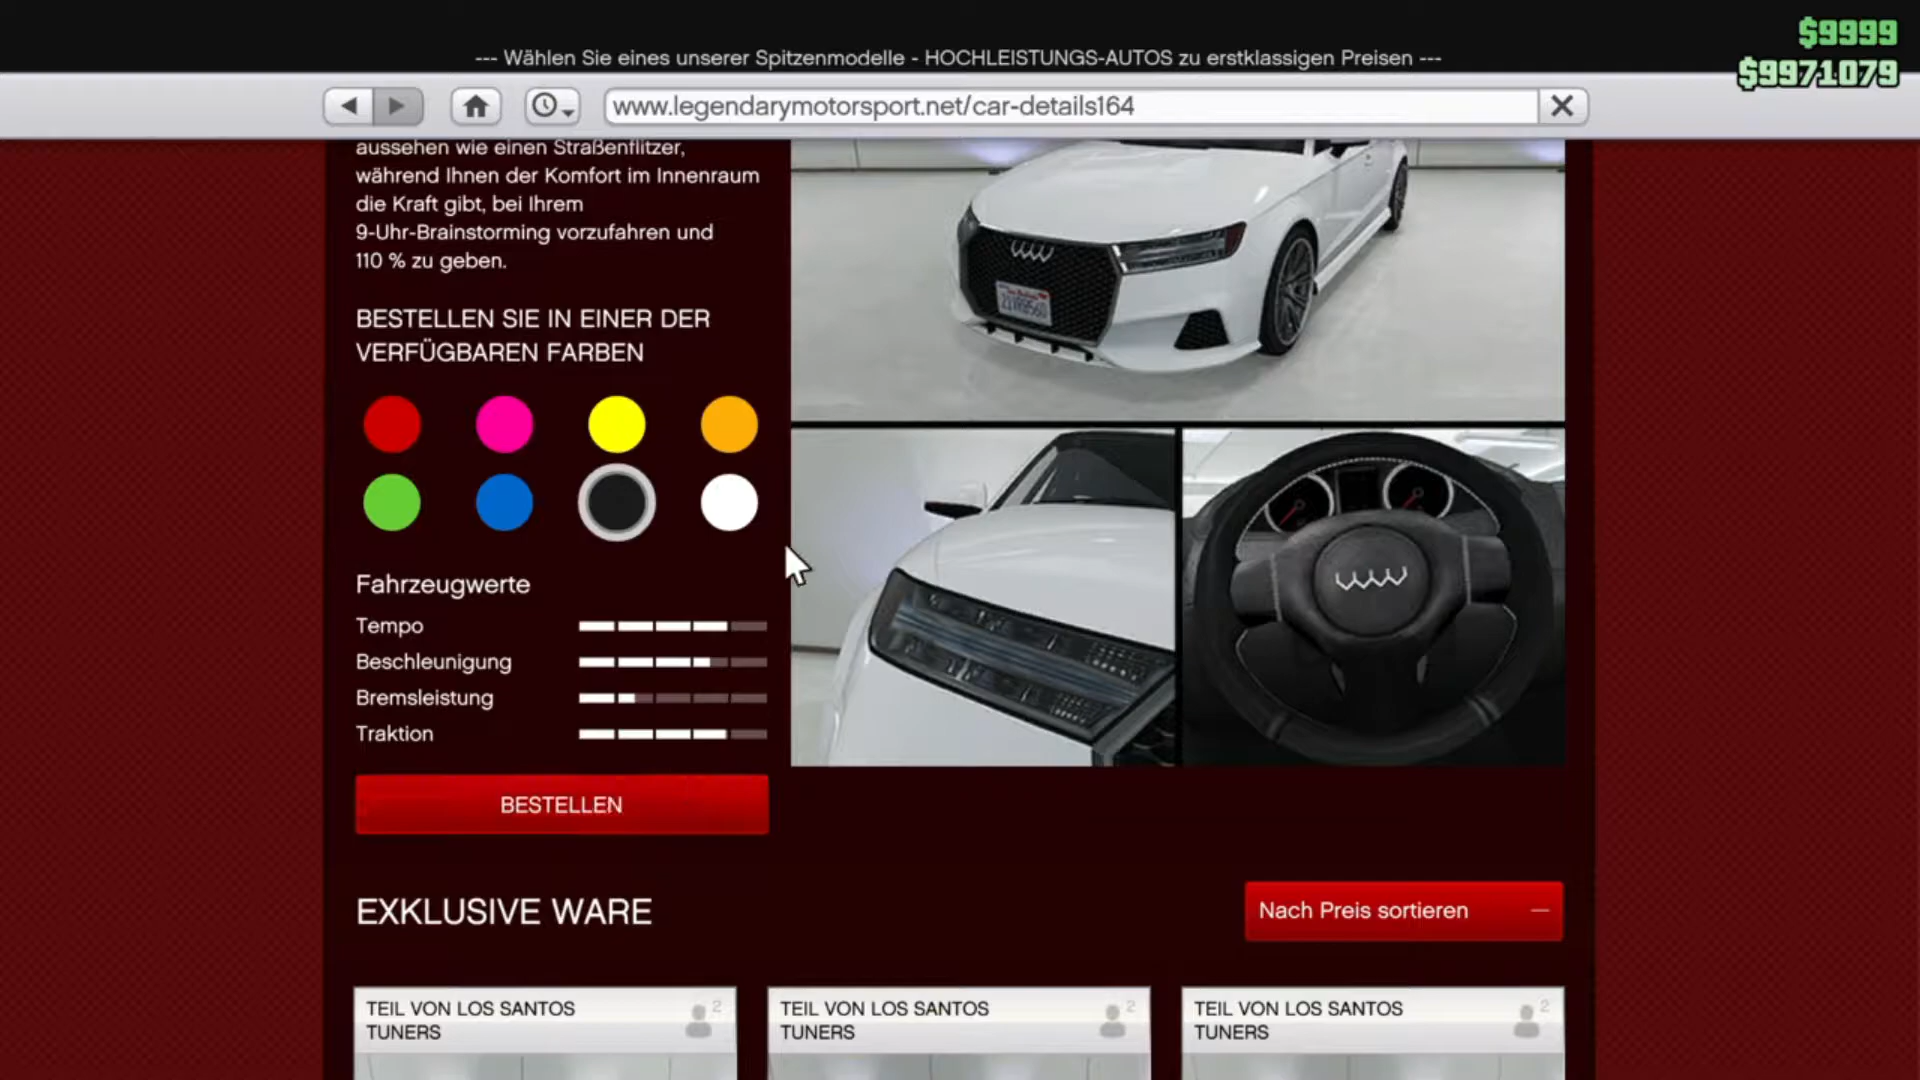 $9999
--- Wählen Sie eines unserer Spitzenmodelle - HOCHLEISTUNGS-AUTOS zu erstklassigen Preisen ---
$9971079
www.legendarymotorsport.net/car-details164
aussehen wie einen Straßenflitzer,
während Ihnen der Komfort im Innenraum
die Kraft gibt, bei Ihrem
9-Uhr-Brainstorming vorzufahren und
110 % zu geben.
BESTELLEN SIE IN EINER DER
VERFÜGBAREN FARBEN
Fahrzeugwerte
Tempo
Beschleunigung
Bremsleistung
Traktion
BESTELLEN
EXKLUSIVE WARE
Nach Preis sortieren
TEIL VON LOS SANTOS
TUNERS
2
TEIL VON LOS SANTOS
TUNERS
2
TEIL VON LOS SANTOS
TUNERS
2